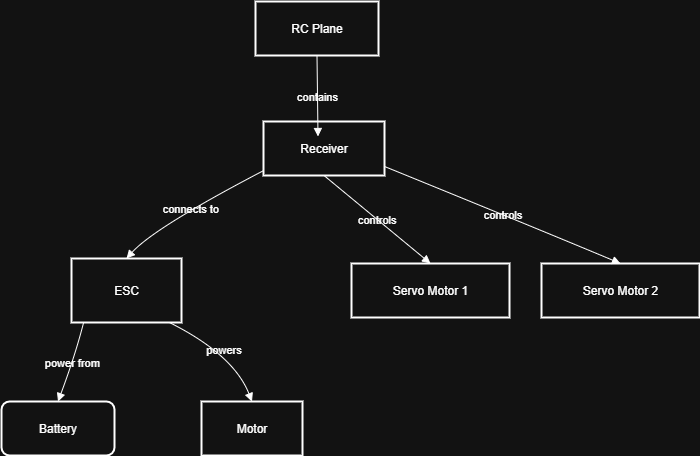 RC Plane
contains
Receiver
connects to
controls
controls
ESC
Servo Motor 1
Servo Motor 2
power from
powers
Battery
Motor